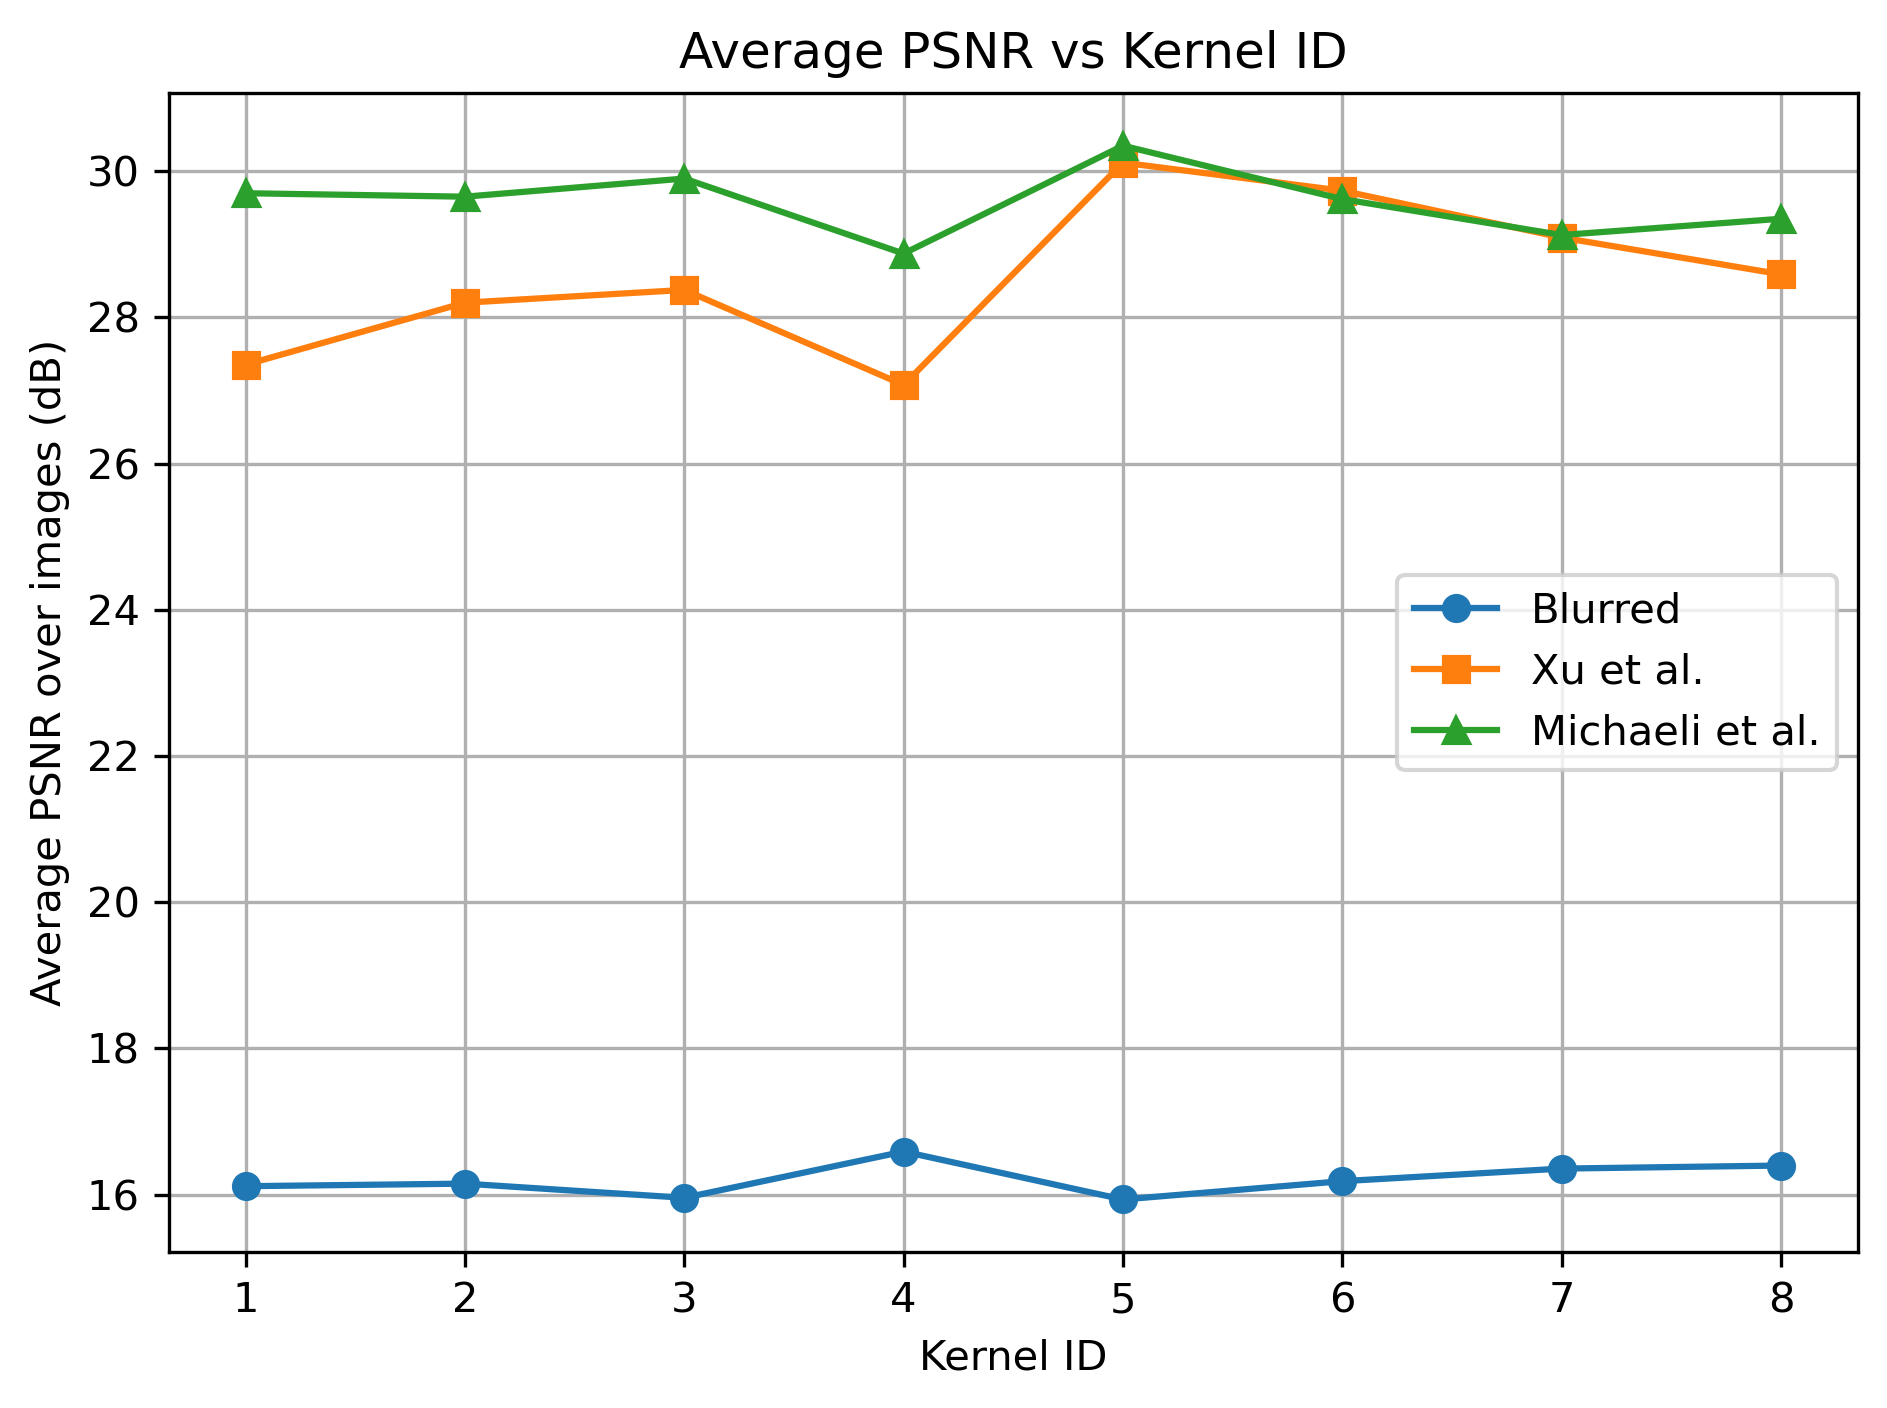 Average PSNR vs Kernel ID
Average PSNR over images (dB)
30
28
26
24
22
20
18
16
Blurred
Xu et al.
Michaeli et al.
1 2 3 4 5 6 7 8
Kernel ID